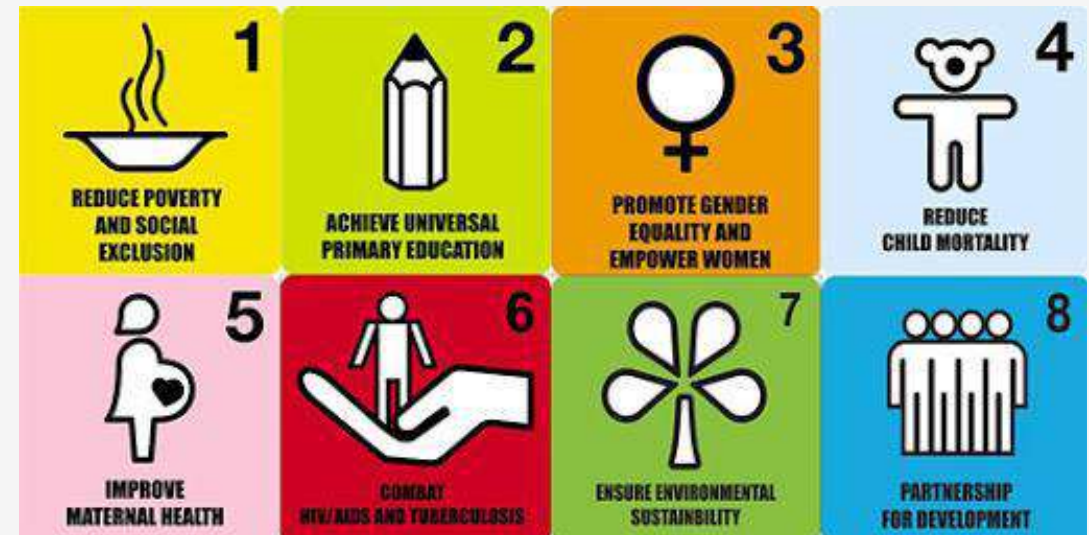 1
REDUCE POVERTY
AND SOCIAL
EXCLUSION
2
ACHIEVE UNIVERSAL
PRIMARY EDUCATION
3
PROMOTE GENDER
EQUALITY AND
EMPOWER WOMEN
4
REDUCE
CHILD MORTALITY
5
IMPROVE
MATERNAL HEALTH
6
COMBAT
HIV/AIDS AND TUBERCULOSIS
7
ENSURE ENVIRONMENTAL
SUSTAINBILITY
8
PARTNERSHIP
FOR DEVELOPMENT